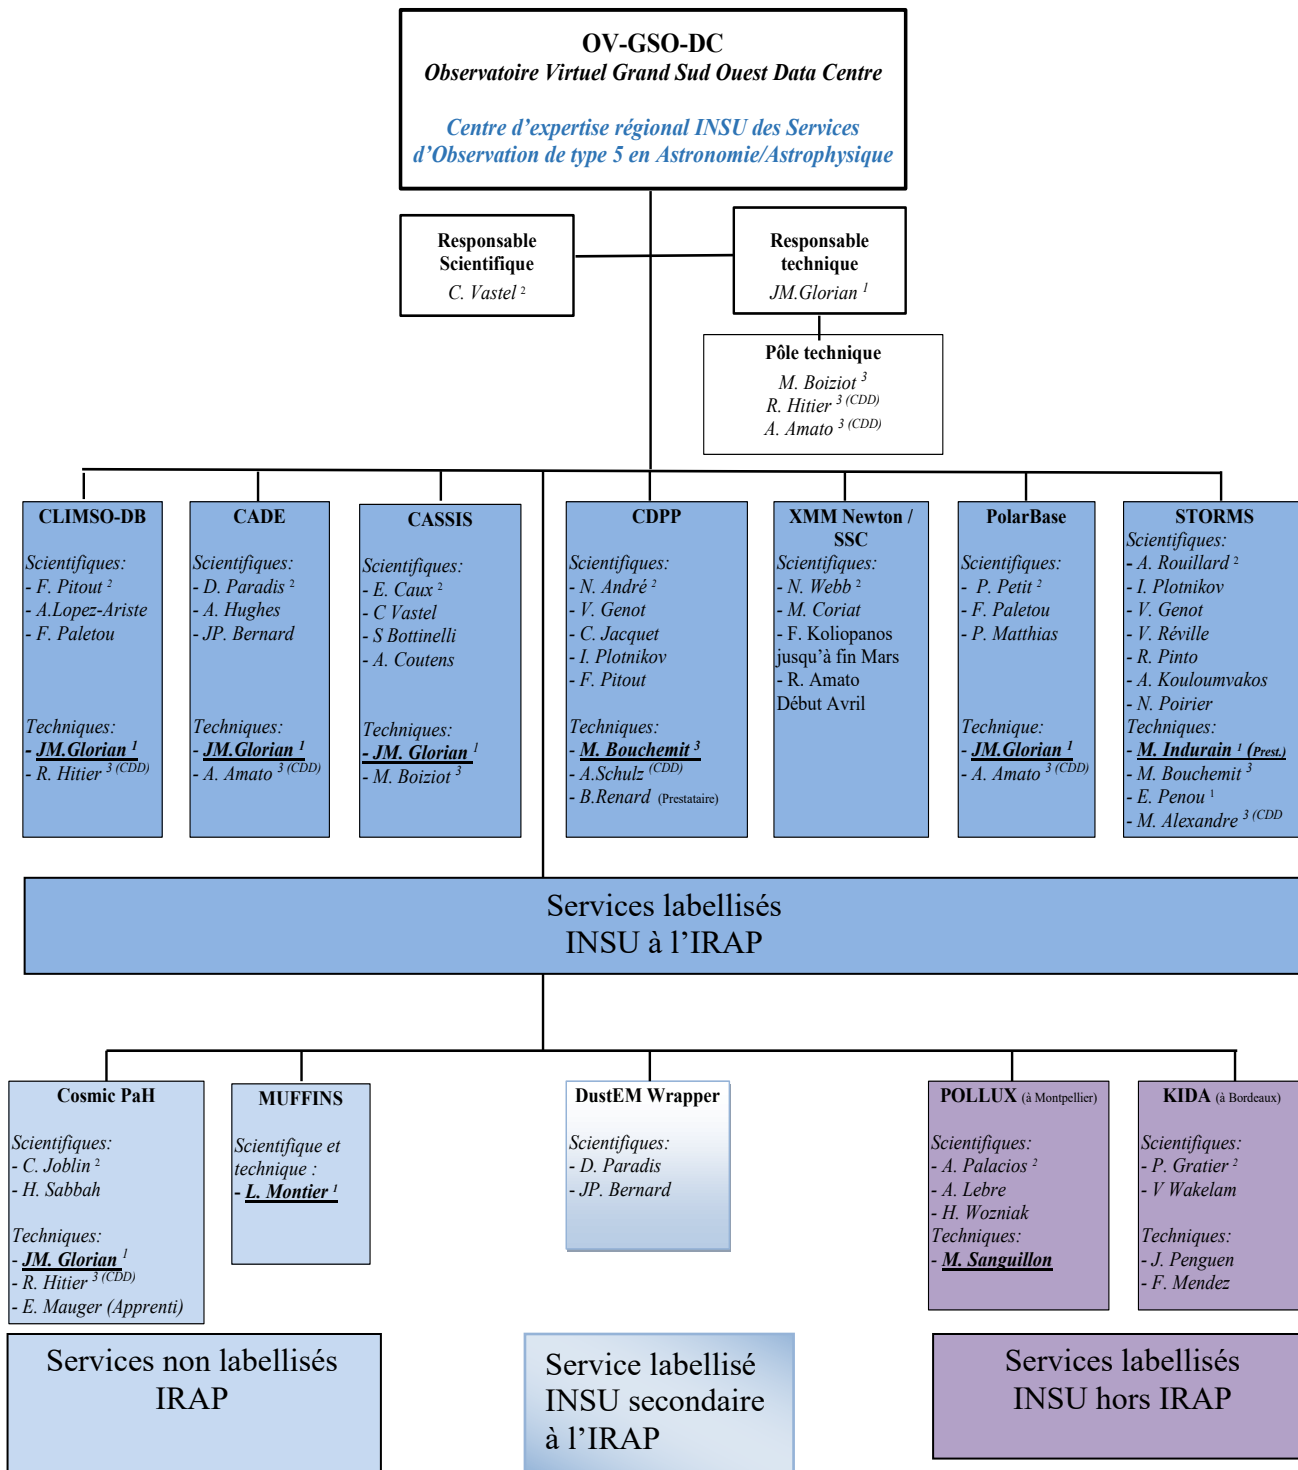 OV-GSO-DC
Observatoire Virtuel Grand Sud Ouest Data Centre
Centre d'expertise régional INSU des Services
d'Observation de type 5 en Astronomie/Astrophysique
Responsable
Scientifique
C. Vastel ²
Responsable
technique
JM.Glorian ¹
Pôle technique
M. Boiziot ³
R. Hitier ³ (CDD)
A. Amato ³ (CDD)
CLIMSO-DB
Scientifiques:
- F. Pitout ²
- A.Lopez-Ariste
- F. Paletou
Techniques:
- JM.Glorian ¹
- R. Hitier ³ (CDD)
CADE
Scientifiques:
- D. Paradis ²
- A. Hughes
- JP. Bernard
Techniques:
- JM.Glorian ¹
- A. Amato ³ (CDD)
CASSIS
Scientifiques:
- E. Caux ²
- C Vastel
- S Bottinelli
- A. Coutens
Techniques:
- JM. Glorian ¹
- M. Boiziot ³
CDPP
Scientifiques:
- N. André ²
- V. Genot
- C. Jacquet
- I. Plotnikov
- F. Pitout
Techniques:
- M. Bouchemit ³
- A.Schulz (CDD)
- B.Renard (Prestataire)
XMM Newton /
SSC
Scientifiques:
- N. Webb ²
- M. Coriat
- F. Koliopanos
jusqu'à fin Mars
- R. Amato
Début Avril
PolarBase
Scientifiques:
- P. Petit ²
- F. Paletou
- P. Matthias
Technique:
- JM.Glorian ¹
- A. Amato ³ (CDD)
STORMS
Scientifiques:
- A. Rouillard ²
- I. Plotnikov
- V. Genot
- V. Réville
- R. Pinto
- A. Kouloumvakos
- N. Poirier
Techniques:
- M. Indurain ¹ (Prest.)
- M. Bouchemit ³
- E. Penou ¹
- M. Alexandre ³ (CDD
Services labellisés
INSU à l'IRAP
Cosmic PaH
Scientifiques:
- C. Joblin ²
- H. Sabbah
Techniques:
- JM. Glorian ¹
- R. Hitier ³ (CDD)
- E. Mauger (Apprenti)
MUFFINS
Scientifique et
technique :
- L. Montier ¹
DustEM Wrapper
Scientifiques:
- D. Paradis
- JP. Bernard
POLLUX (à Montpellier)
Scientifiques:
- A. Palacios ²
- A. Lebre
- H. Wozniak
Techniques:
- M. Sanguillon
KIDA (à Bordeaux)
Scientifiques:
- P. Gratier ²
- V Wakelam
Techniques:
- J. Penguen
- F. Mendez
Services non labellisés
IRAP
Service labellisé
INSU secondaire
à l'IRAP
Services labellisés
INSU hors IRAP